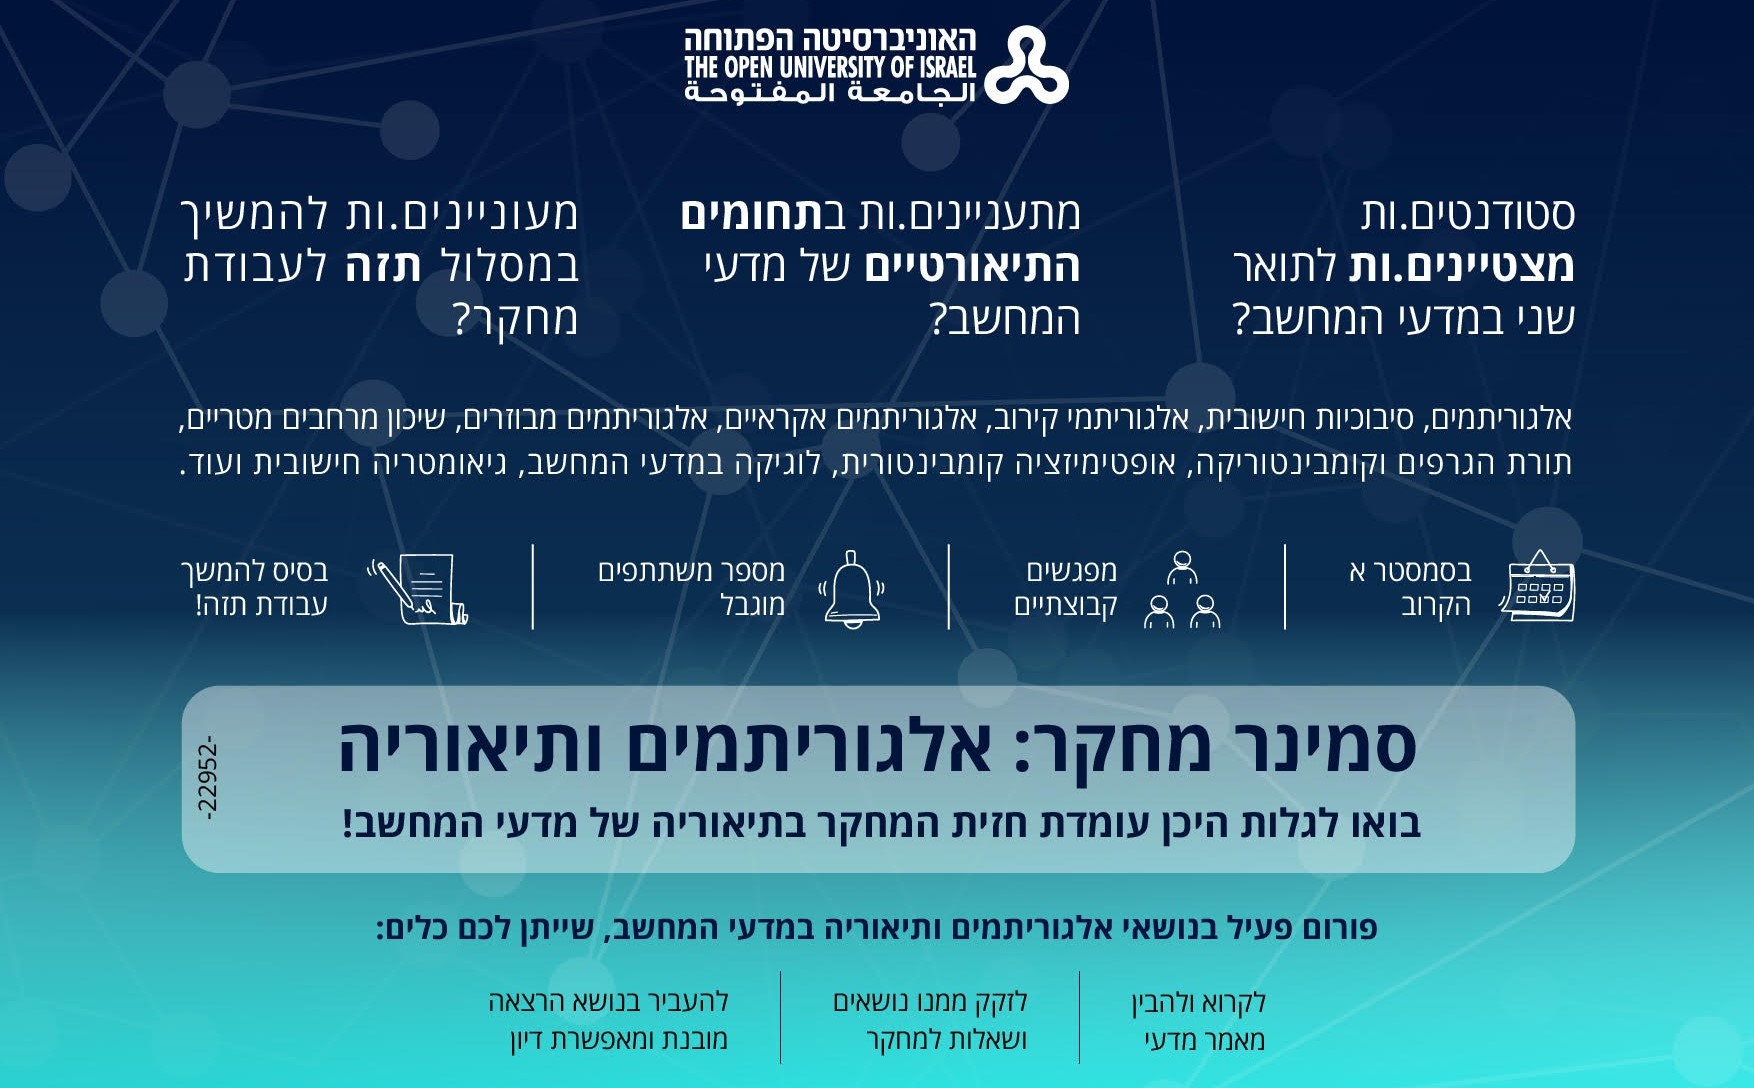 האוניברסיטה הפתוחה
THE OPEN UNIVERSITY OF ISRAEL
الجامعة المفتوحة
סטודנטים.ות
מצטיינים.ות לתואר
שני במדעי המחשב?
מתעניינים.ות בתחומים
התיאורטיים של מדעי
המחשב?
מעוניינים.ות להמשיך
במסלול תזה לעבודת
מחקר?
אלגוריתמים, סיבוכיות חישובית, אלגוריתמי קירוב, אלגוריתמים אקראיים, אלגוריתמים מבוזרים, שיכון מרחבים מטריים,
תורת הגרפים וקומבינטוריקה, אופטימיזציה קומבינטורית, לוגיקה במדעי המחשב, גיאומטריה חישובית ועוד.
בסמסטר א
הקרוב
מפגשים
קבוצתיים
מספר משתתפים
מוגבל
בסיס להמשך
עבודת תזה!
סמינר מחקר: אלגוריתמים ותיאוריה
-22952-
בואו לגלות היכן עומדת חזית המחקר בתיאוריה של מדעי המחשב!
פורום פעיל בנושאי אלגוריתמים ותיאוריה במדעי המחשב, שייתן לכם כלים:
לקרוא ולהבין
מאמר מדעי
לזקק ממנו נושאים
ושאלות למחקר
להעביר בנושא הרצאה
מובנת ומאפשרת דיון